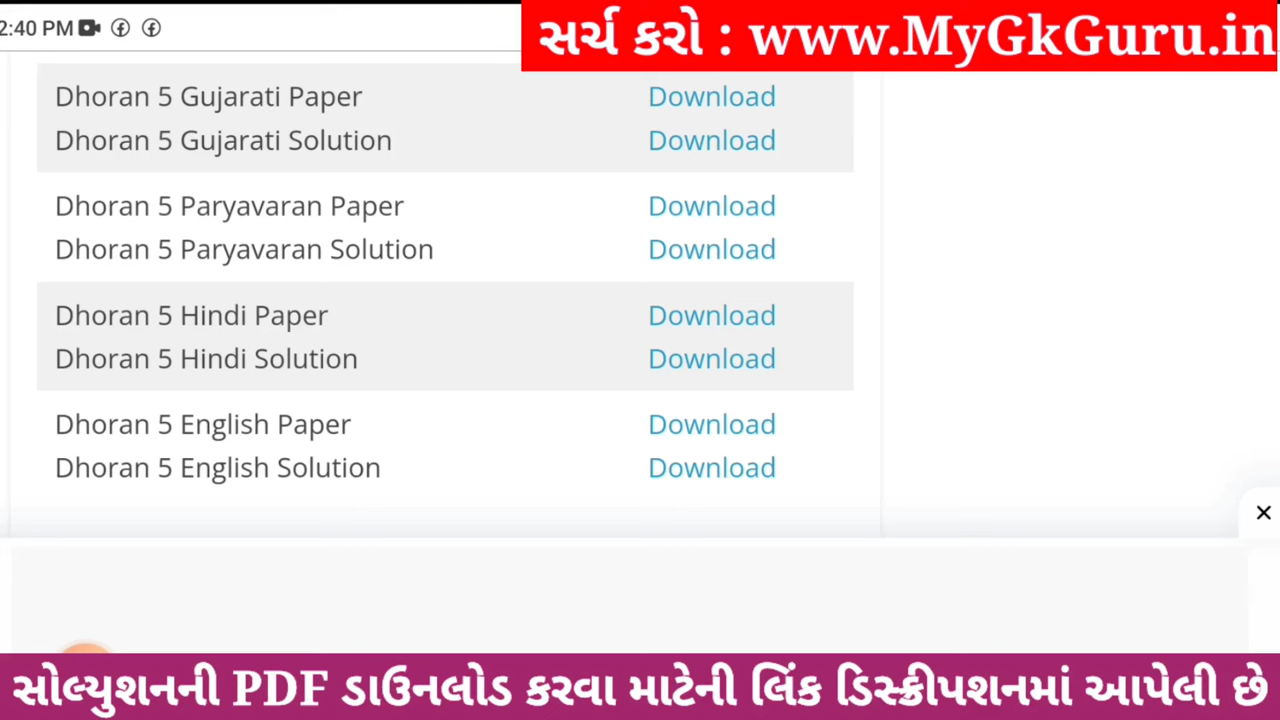 2:40 PM
સર્ચ કરો : www.MyGkGuru.in
Dhoran 5 Gujarati Paper Download
Dhoran 5 Gujarati Solution Download
Dhoran 5 Paryavaran Paper Download
Dhoran 5 Paryavaran Solution Download
Dhoran 5 Hindi Paper Download
Dhoran 5 Hindi Solution Download
Dhoran 5 English Paper Download
Dhoran 5 English Solution Download
સોલ્યુશનની PDF ડાઉનલોડ કરવા માટેની લિંક ડિસ્ક્રીપશનમાં આપેલી છે